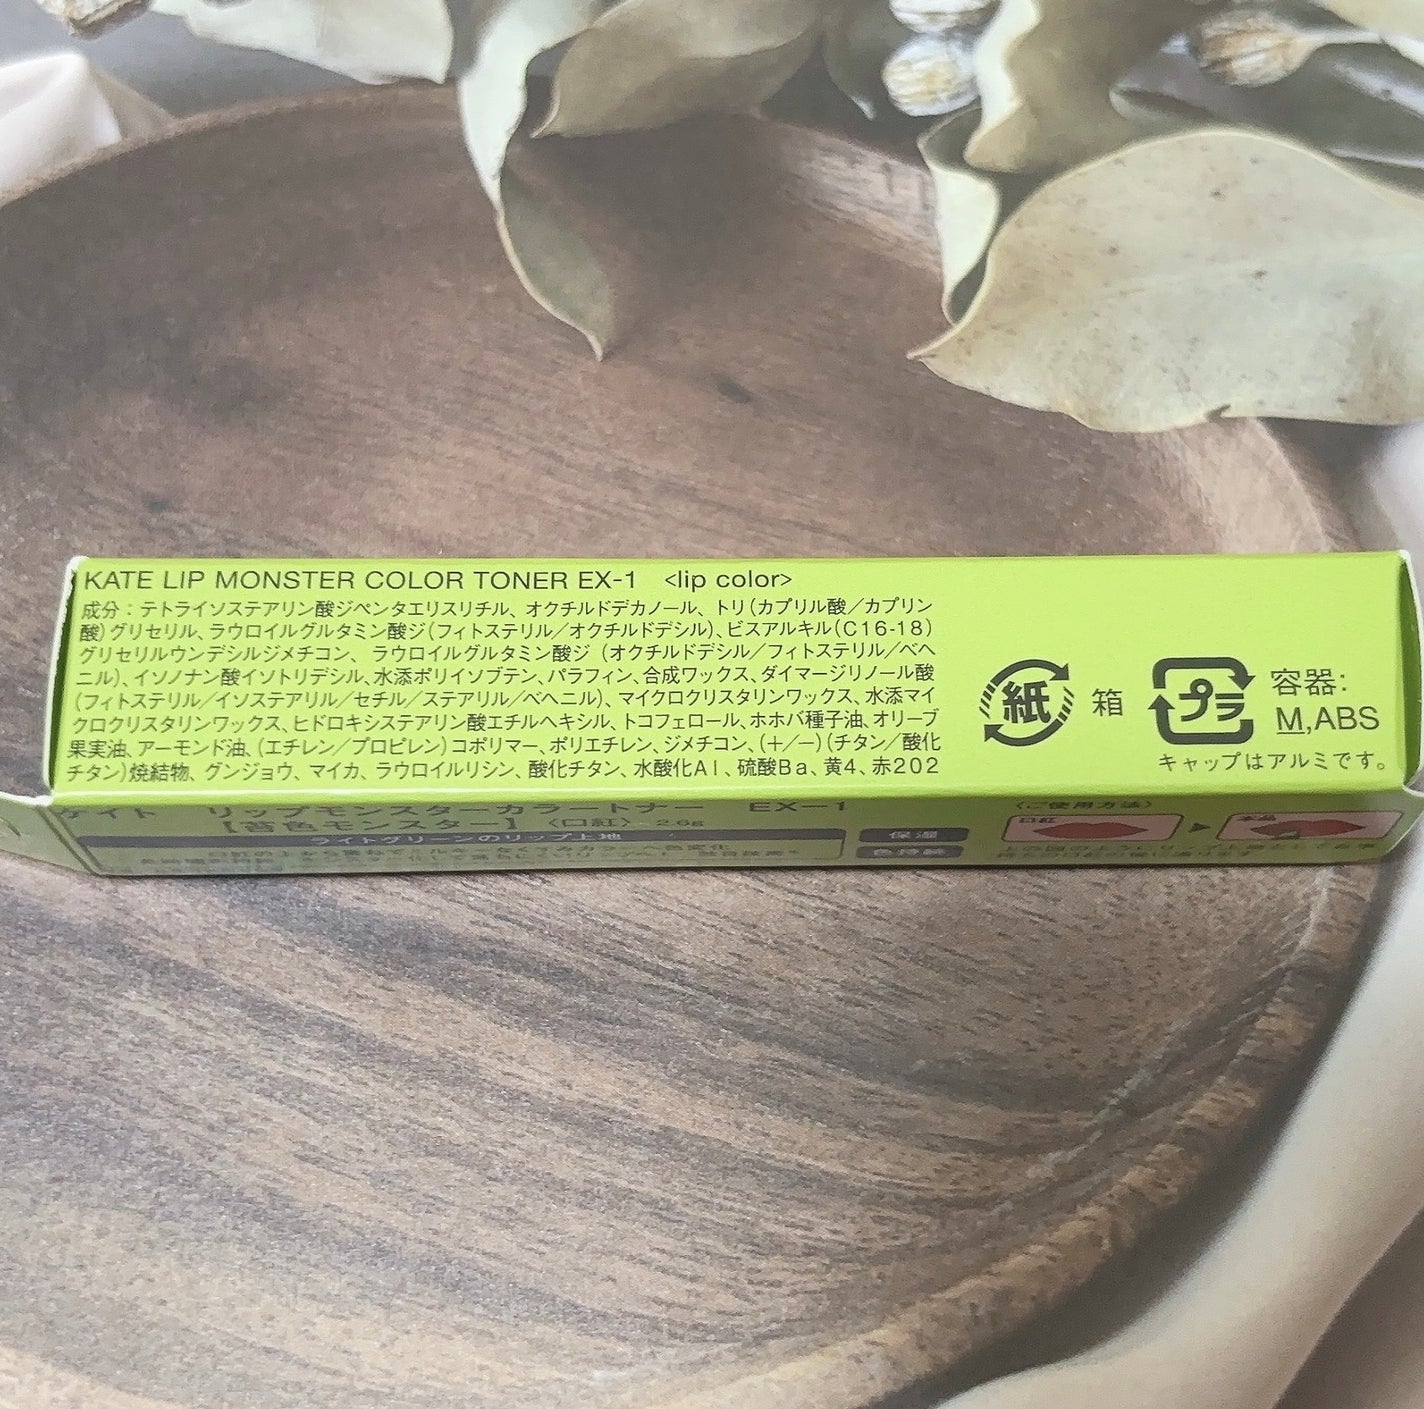 KATE LIP MONSTER COLOR TONER EX-1 <lip color>
成分：テトライソステアリン酸ジペンタエリスリチル、オクチルドデカノール、トリ（カプリル酸／カプリン
酸）グリセリル、ラウロイルグルタミン酸ジ（フィトステリル／オクチルドデシル）、ビスアルキル（C16-18）
グリセリルウンデシルジメチコン、ラウロイルグルタミン酸ジ（オクチルドデシル／フィトステリル／ベヘ
ニル）、イソノナン酸イソトリデシル、水添ポリイソブテン、パラフィン、合成ワックス、ダイマージリノール酸
（フィトステリル／イソステアリル／セチル／ステアリル／ベヘニル）、マイクロクリスタリンワックス、水添マイ
クロクリスタリンワックス、ヒドロキシステアリン酸エチルヘキシル、トコフェロール、ホホバ種子油、オリーブ
果実油、アーモンド油、（エチレン／プロピレン）コポリマー、ポリエチレン、ジメチコン、（＋／－）（チタン／酸化
チタン）焼結物、グンジョウ、マイカ、ラウロイルリシン、酸化チタン、水酸化Al、硫酸Ba、黄4、赤202
紙 箱
プラ 容器：
M,ABS
キャップはアルミです。
ケイト リップモンスターカラートナー EX-1
【苔色モンスター】〈口紅〉 2.6g
ライトグリーンのリップ上地
保湿
色持続
〈ご使用方法〉
口紅 本品